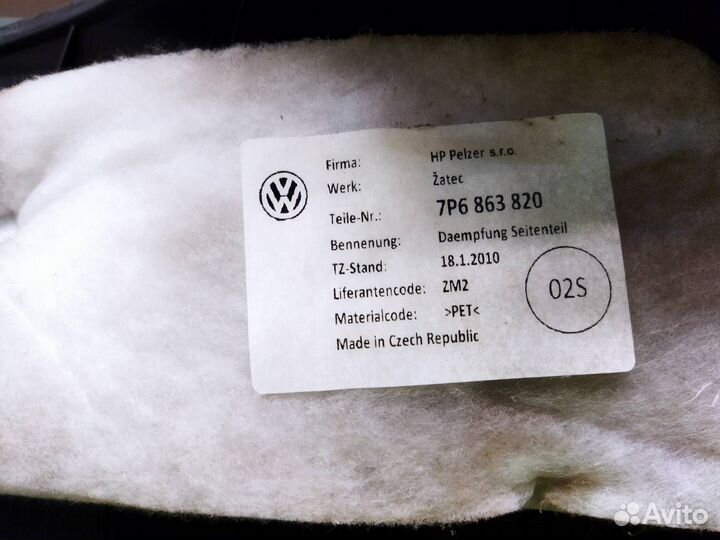 Firma: HP Pelzer s.r.o.
Werk: Žatec
Teile-Nr.: 7P6 863 820
Bennenung: Daempfung Seitenteil
TZ-Stand: 18.1.2010
Liferantencode: ZM2
Materialcode: >PET<
02S
Made in Czech Republic
Avito